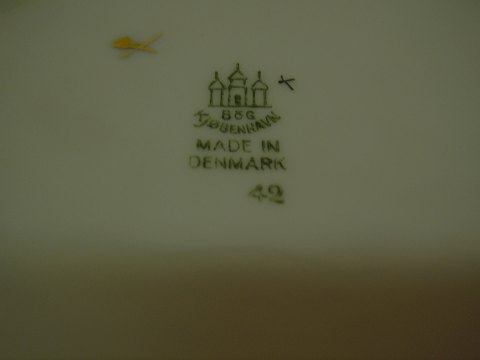 B&G
KJØBENHAVN
MADE IN
DENMARK
42